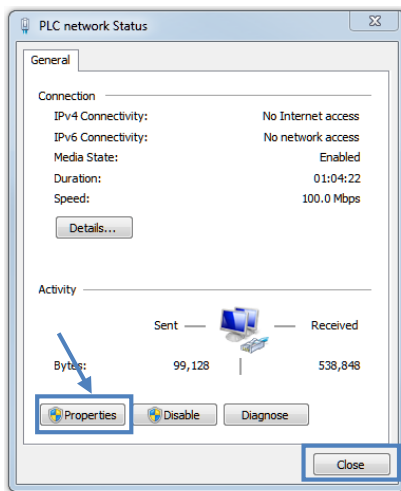 PLC network Status
General
Connection
IPv4 Connectivity: No Internet access
IPv6 Connectivity: No network access
Media State: Enabled
Duration: 01:04:22
Speed: 100.0 Mbps
Details...
Activity
Sent Received
Bytes: 99,128 538,848
Properties Disable Diagnose
Close